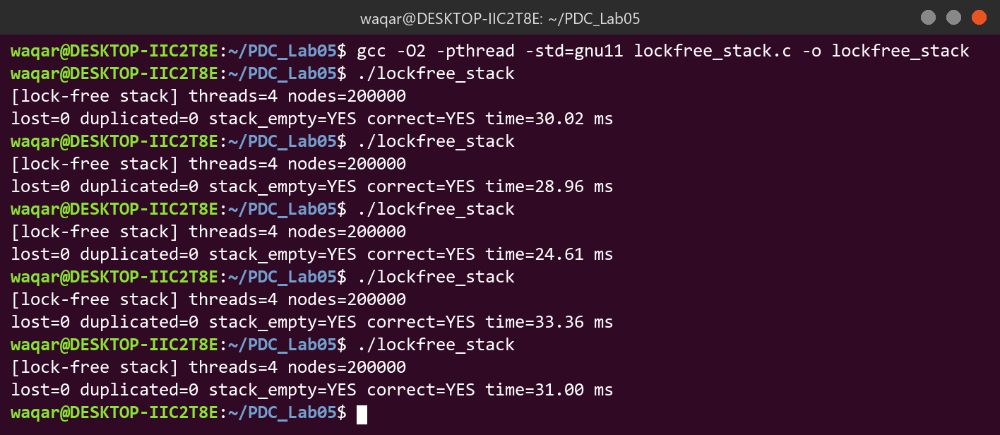 waqar@DESKTOP-IIC2T8E: ~/PDC_Lab05
waqar@DESKTOP-IIC2T8E:~/PDC_Lab05$ gcc -O2 -pthread -std=gnu11 lockfree_stack.c -o lockfree_stack
waqar@DESKTOP-IIC2T8E:~/PDC_Lab05$ ./lockfree_stack
[lock-free stack] threads=4 nodes=200000
lost=0 duplicated=0 stack_empty=YES correct=YES time=30.02 ms
waqar@DESKTOP-IIC2T8E:~/PDC_Lab05$ ./lockfree_stack
[lock-free stack] threads=4 nodes=200000
lost=0 duplicated=0 stack_empty=YES correct=YES time=28.96 ms
waqar@DESKTOP-IIC2T8E:~/PDC_Lab05$ ./lockfree_stack
[lock-free stack] threads=4 nodes=200000
lost=0 duplicated=0 stack_empty=YES correct=YES time=24.61 ms
waqar@DESKTOP-IIC2T8E:~/PDC_Lab05$ ./lockfree_stack
[lock-free stack] threads=4 nodes=200000
lost=0 duplicated=0 stack_empty=YES correct=YES time=33.36 ms
waqar@DESKTOP-IIC2T8E:~/PDC_Lab05$ ./lockfree_stack
[lock-free stack] threads=4 nodes=200000
lost=0 duplicated=0 stack_empty=YES correct=YES time=31.00 ms
waqar@DESKTOP-IIC2T8E:~/PDC_Lab05$